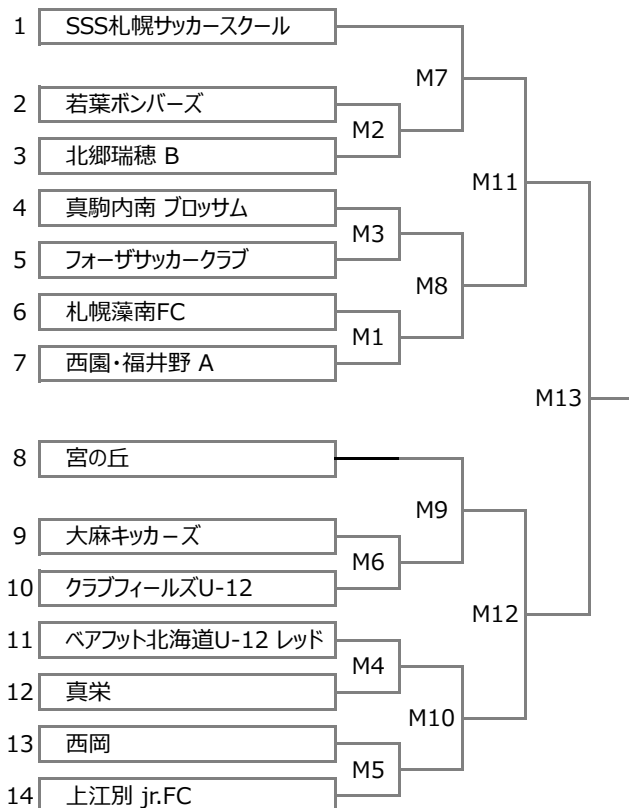 1 SSS札幌サッカースクール
M7
2 若葉ボンバーズ
M2
3 北郷瑞穂 B
M11
4 真駒内南 ブロッサム
M3
5 フォーザサッカークラブ
M8
6 札幌藻南FC
M1
7 西園・福井野 A
M13
8 宮の丘
M9
9 大麻キッカーズ
M6
10 クラブフィールズU-12
M12
11 ベアフット北海道U-12 レッド
M4
12 真栄
M10
13 西岡
M5
14 上江別 jr.FC